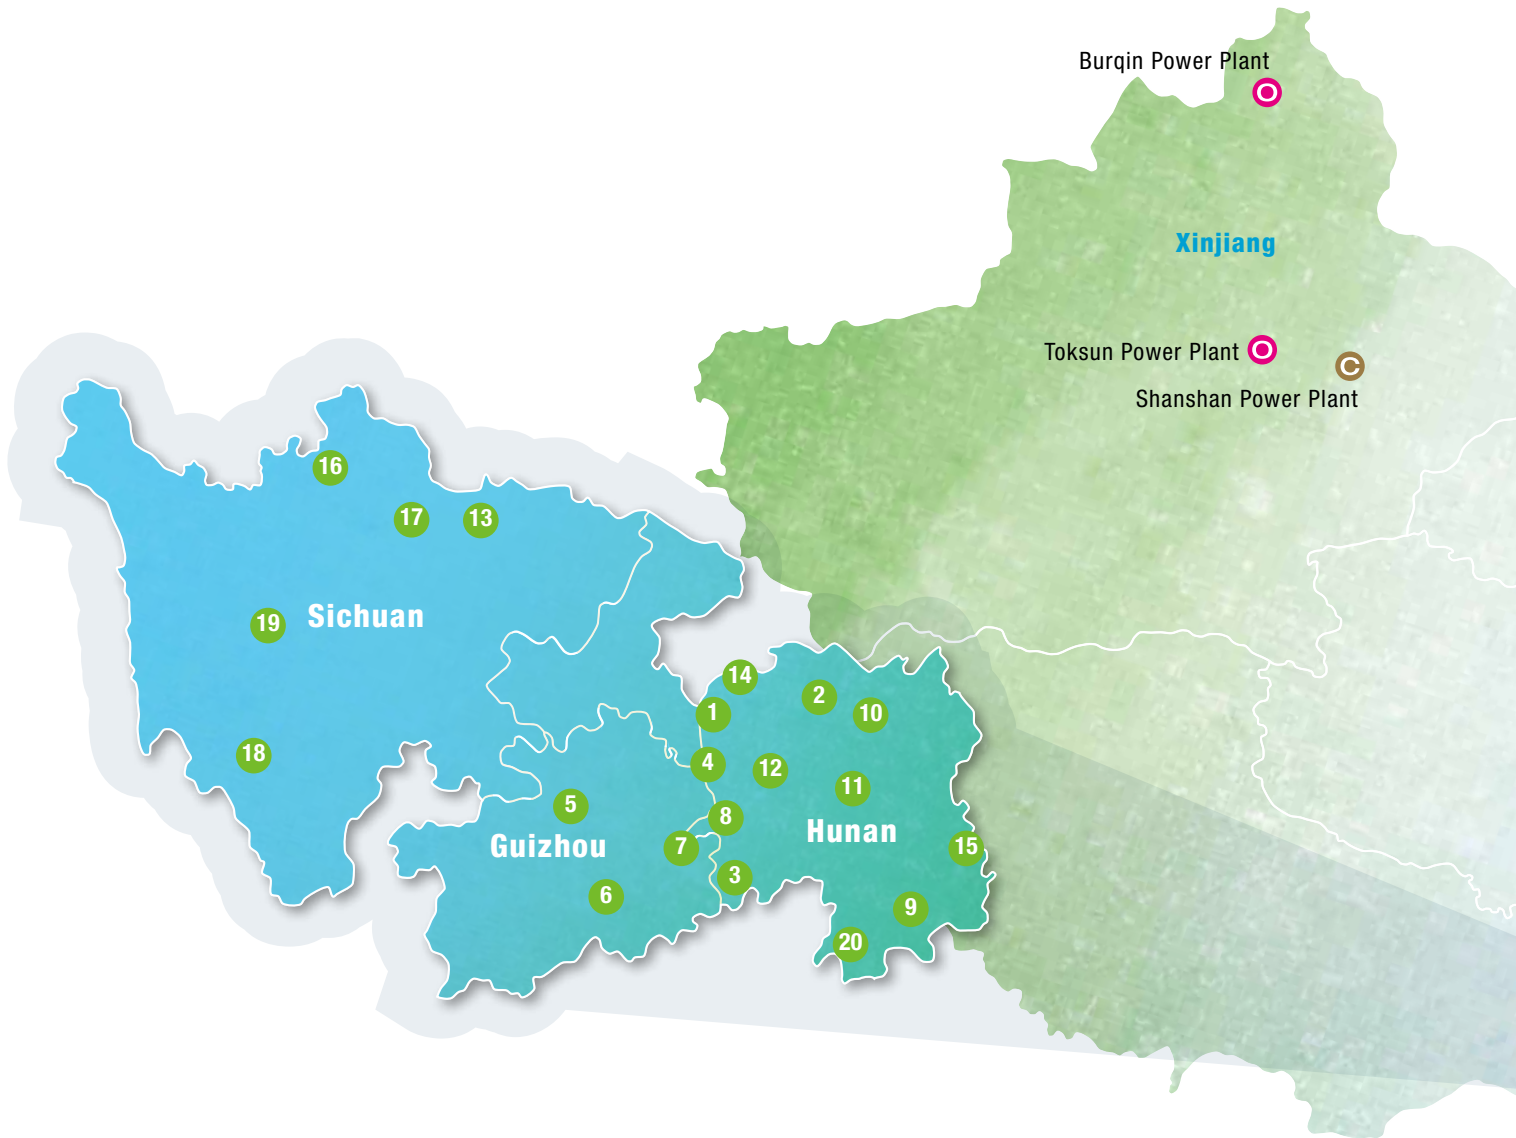 Burqin Power Plant
O
Xinjiang
Toksun Power Plant O
C
Shanshan Power Plant
16
17 13
19 Sichuan
14
1 2 10
18
4 12
11
5
8
Guizhou 7 Hunan 15
3
6
9
20